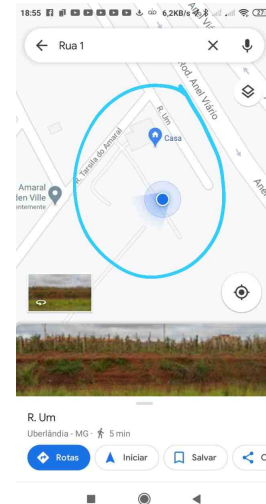 18:55
6,2KB/s
27
Rua 1
Rod. Anel Viário
R. Um
Casa
R. Tarsila do Amaral
Amaral
den Ville
R. Um
Uberlândia - MG · 5 min
Rotas
Iniciar
Salvar
C